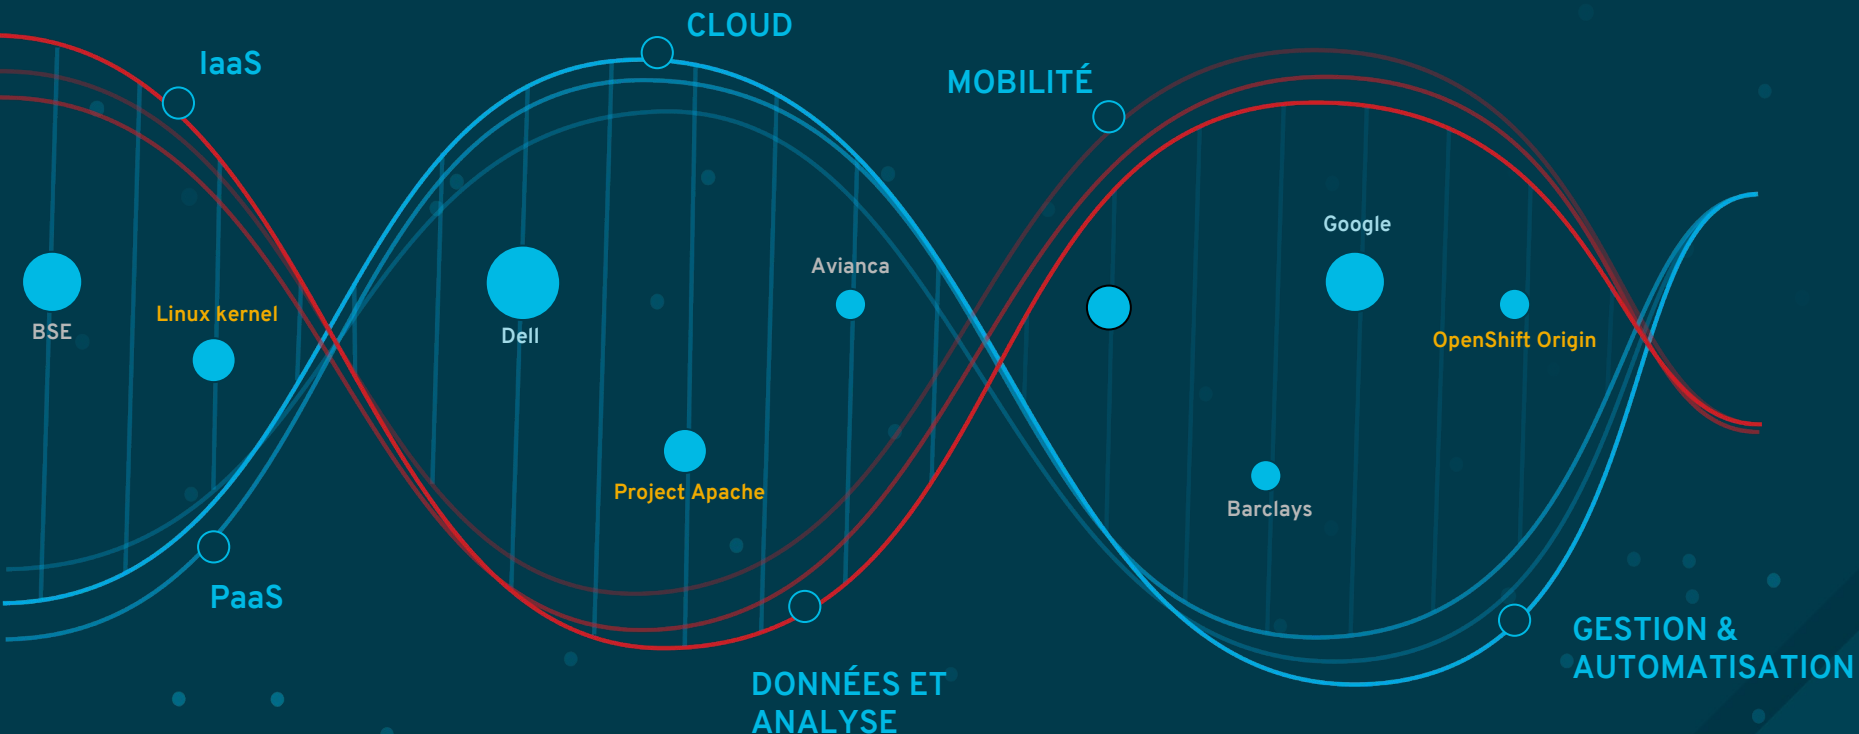 CLOUD
IaaS
MOBILITÉ
Google
Avianca
Linux kernel
BSE
Dell
OpenShift Origin
Project Apache
Barclays
PaaS
GESTION &
AUTOMATISATION
DONNÉES ET
ANALYSE